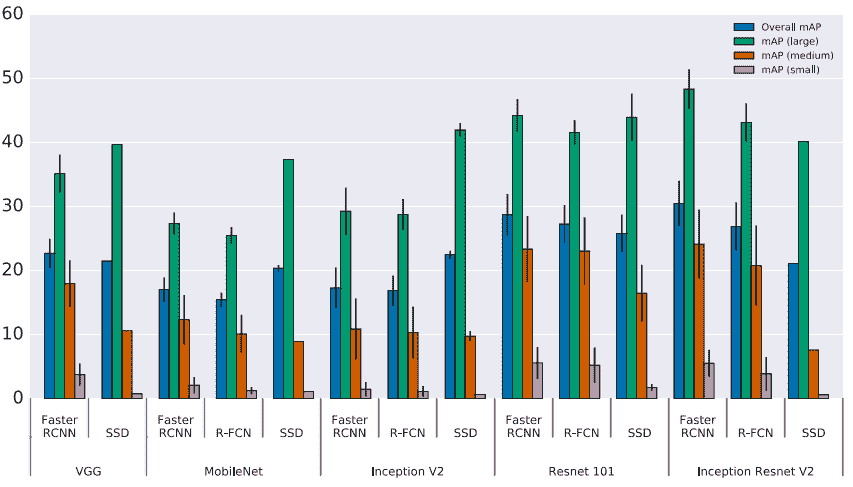 60
50
40
30
20
10
0
Overall mAP
mAP (large)
mAP (medium)
mAP (small)
Faster RCNN
SSD
Faster RCNN
R-FCN
SSD
Faster RCNN
R-FCN
SSD
Faster RCNN
R-FCN
SSD
Faster RCNN
R-FCN
SSD
VGG
MobileNet
Inception V2
Resnet 101
Inception Resnet V2